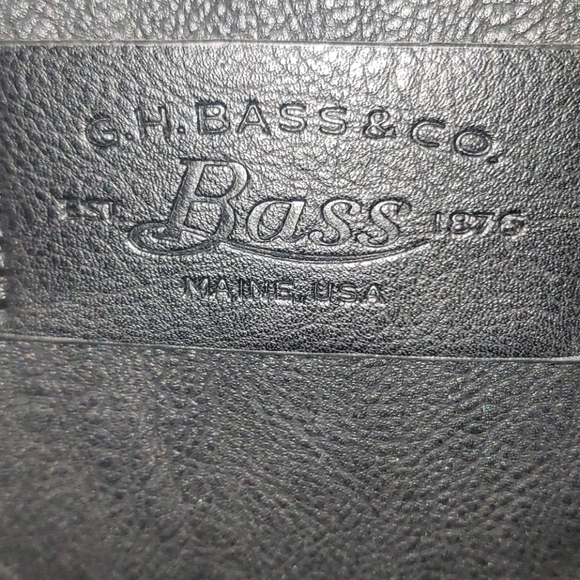 G.H. BASS & CO.
EST. Bass 1876
MAINE, USA